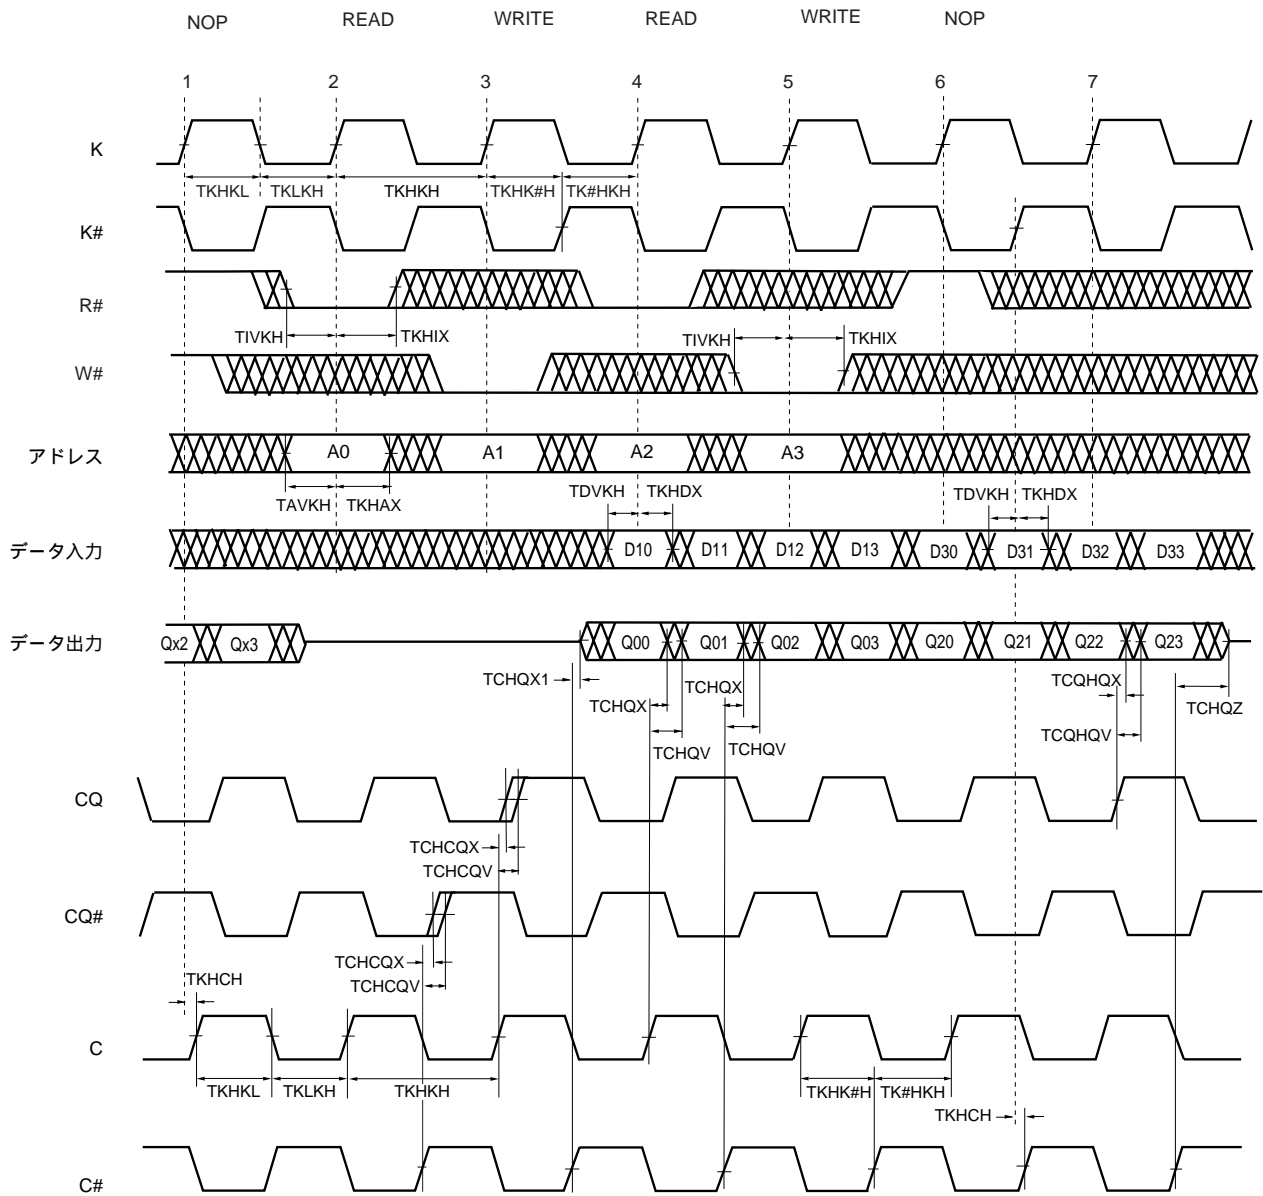 NOP READ WRITE READ WRITE NOP
1 2 3 4 5 6 7
K
TKHKL TKLKH TKHKH TKHK#H TK#HKH
K#
R#
TIVKH TKHIX TIVKH TKHIX
W#
アドレス A0 A1 A2 A3
TAVKH TKHAX TDVKH TKHDX TDVKH TKHDX
データ入力 D10 D11 D12 D13 D30 D31 D32 D33
データ出力 Qx2 Qx3 Q00 Q01 Q02 Q03 Q20 Q21 Q22 Q23
TCHQX1 TCHQX TCQHQX
TCHQX TCHQZ
TCHQV TCHQV TCQHQV
CQ
TCHCQX
TCHCQV
CQ#
TCHCQX
TKHCH TCHCQV
C
TKHKL TKLKH TKHKH TKHK#H TK#HKH
TKHCH
C#